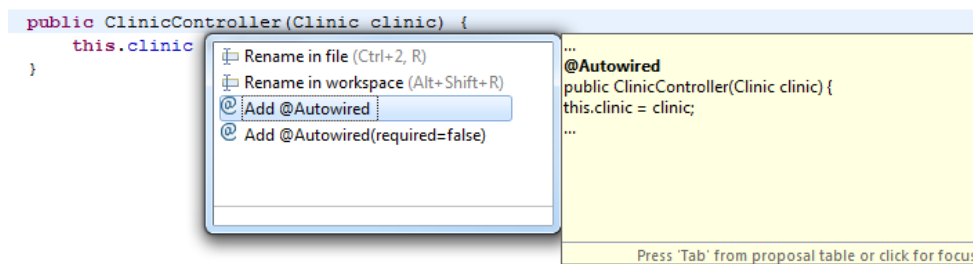 public ClinicController(Clinic clinic) {
this.clinic
}
Rename in file (Ctrl+2, R)
Rename in workspace (Alt+Shift+R)
@ Add @Autowired
@ Add @Autowired(required=false)
...
@Autowired
public ClinicController(Clinic clinic) {
this.clinic = clinic;
...
Press 'Tab' from proposal table or click for focus